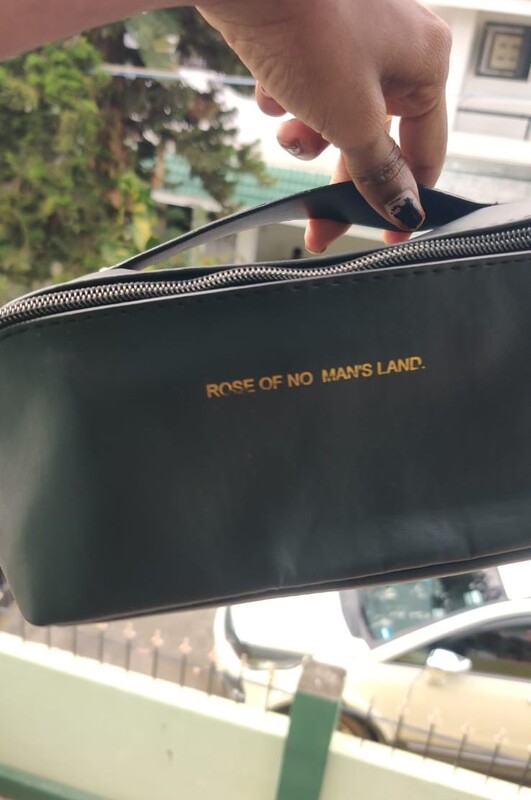 ROSE OF NO MAN'S LAND.